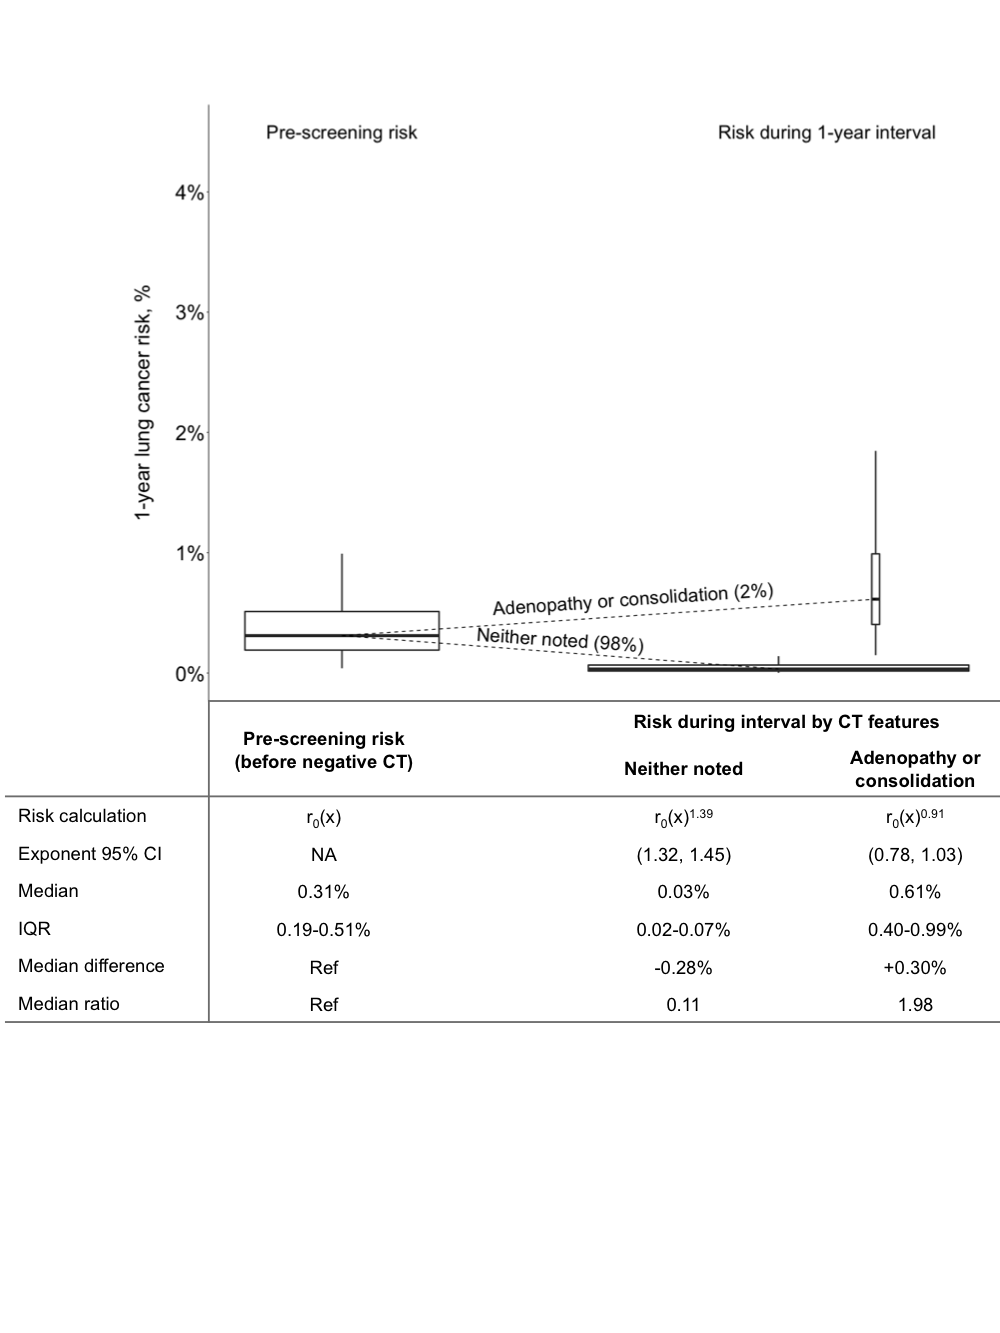 Pre-screening risk
Risk during 1-year interval
4%
3%
2%
1%
0%
1-year lung cancer risk, %
Adenopathy or consolidation (2%)
Neither noted (98%)
Pre-screening risk
(before negative CT)
Risk during interval by CT features
Neither noted
Adenopathy or
consolidation
Risk calculation r₀(x) r₀(x)¹·³⁹ r₀(x)⁰·⁹¹
Exponent 95% CI NA (1.32, 1.45) (0.78, 1.03)
Median 0.31% 0.03% 0.61%
IQR 0.19-0.51% 0.02-0.07% 0.40-0.99%
Median difference Ref -0.28% +0.30%
Median ratio Ref 0.11 1.98